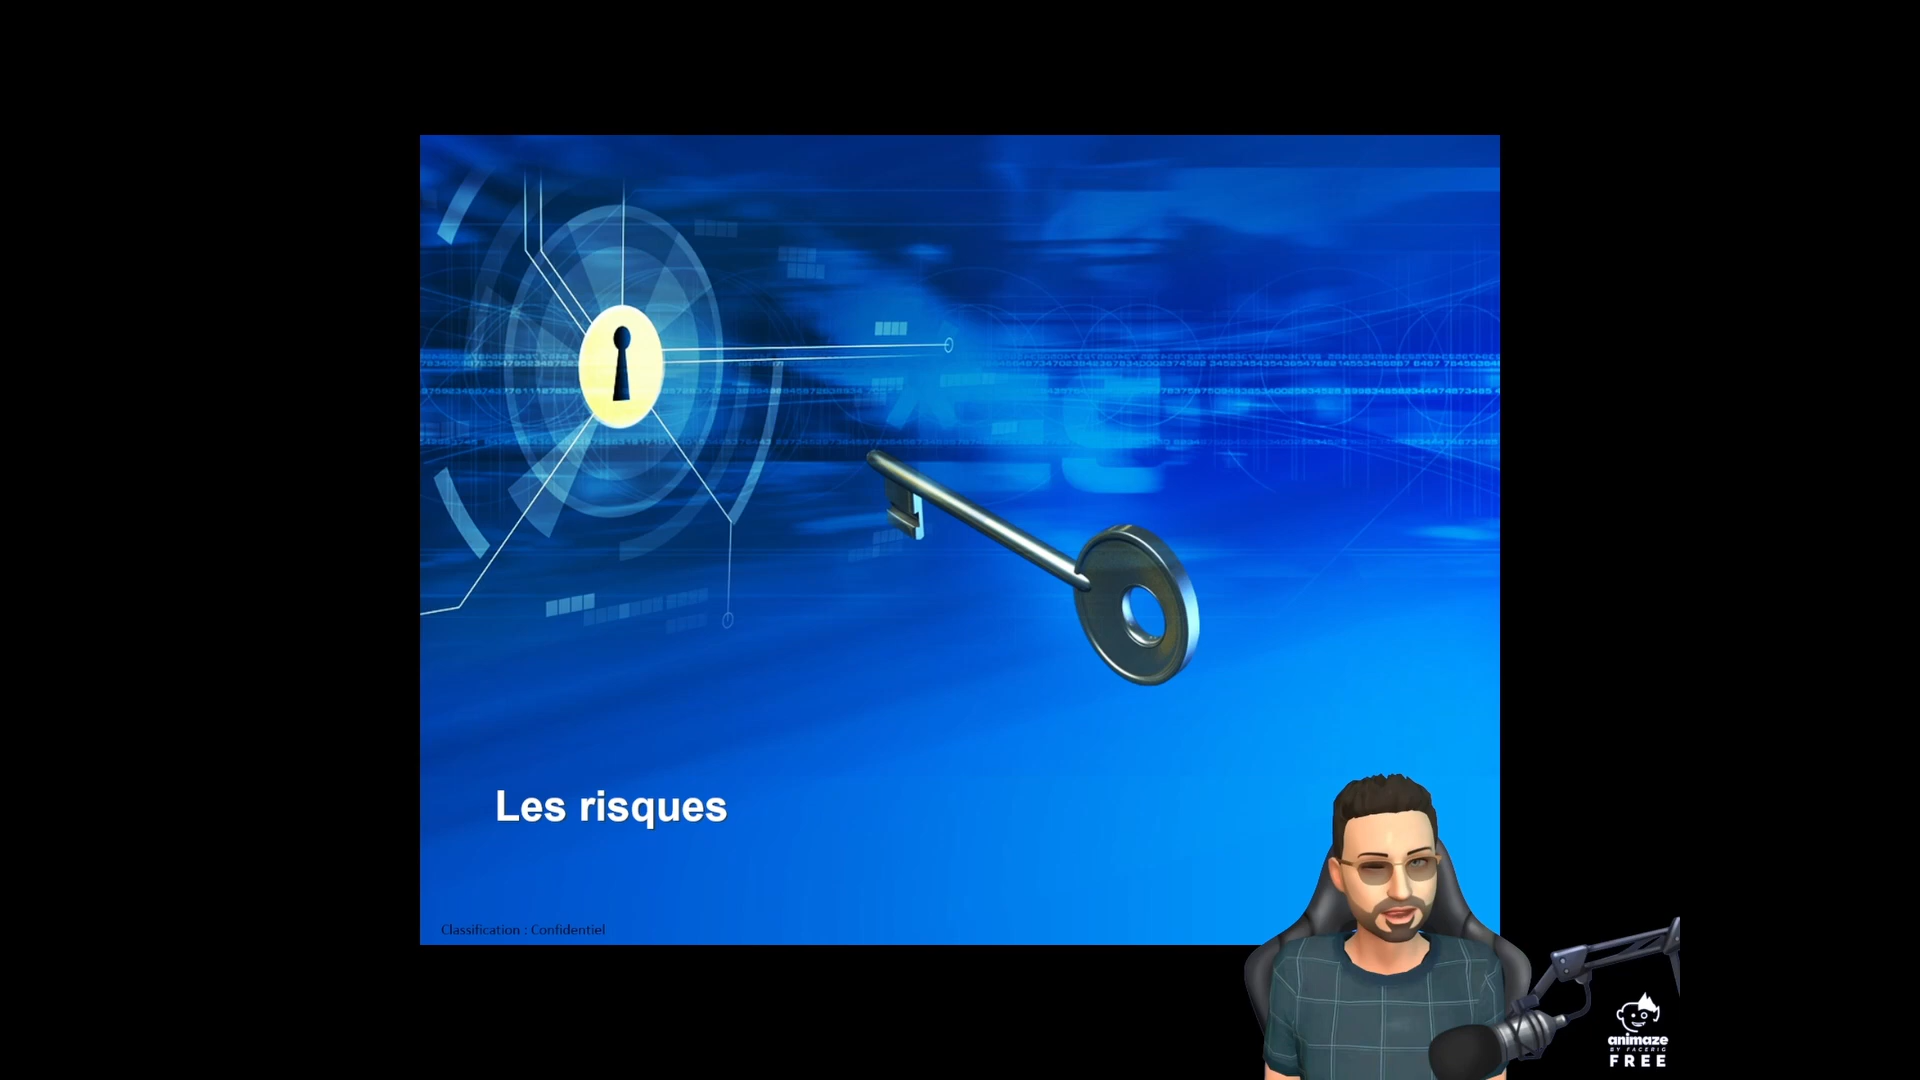 Les risques
Classification : Confidentiel
animaze
BY FACERIG
FREE